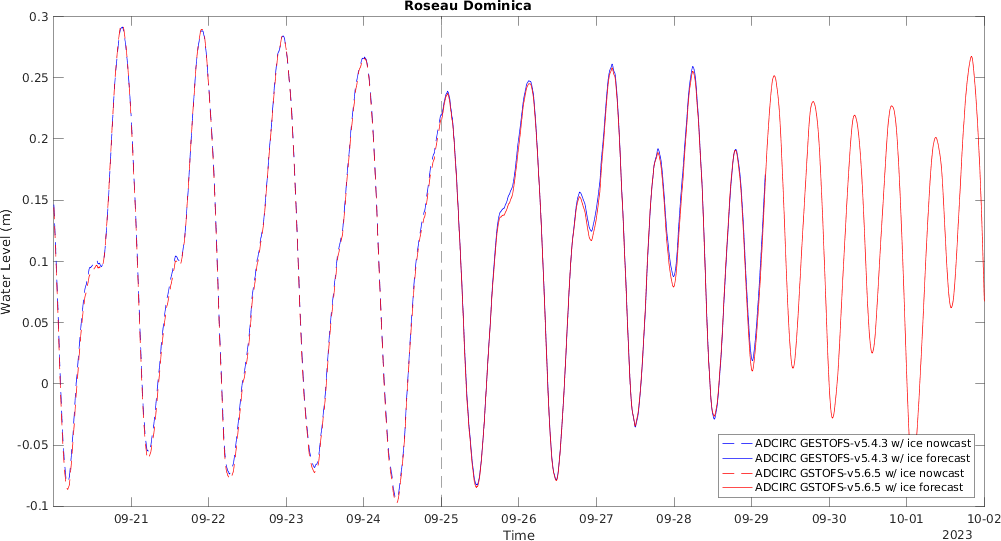 Roseau Dominica
0.3
0.25
0.2
0.15
0.1
0.05
0
-0.05
-0.1
Water Level (m)
ADCIRC GESTOFS-v5.4.3 w/ ice nowcast
ADCIRC GESTOFS-v5.4.3 w/ ice forecast
ADCIRC GSTOFS-v5.6.5 w/ ice nowcast
ADCIRC GSTOFS-v5.6.5 w/ ice forecast
09-21 09-22 09-23 09-24 09-25 09-26 09-27 09-28 09-29 09-30 10-01 10-02
Time
2023